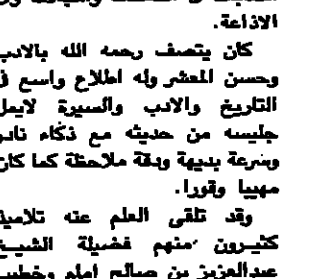 الاذاعة.
كان يتصف رحمه الله بالادب
وحسن المعشر وله اطلاع واسع في
التاريخ والادب والسيرة لايمل
جليسه من حديثه مع ذكاء نادر
وسرعة بديهة ودقة ملاحظة كما كان
مهيبا وقورا.
وقد تلقى العلم عنه تلاميذ
كثيرون منهم فضيلة الشيخ
عبدالعزيز بن صالح امام وخطيب